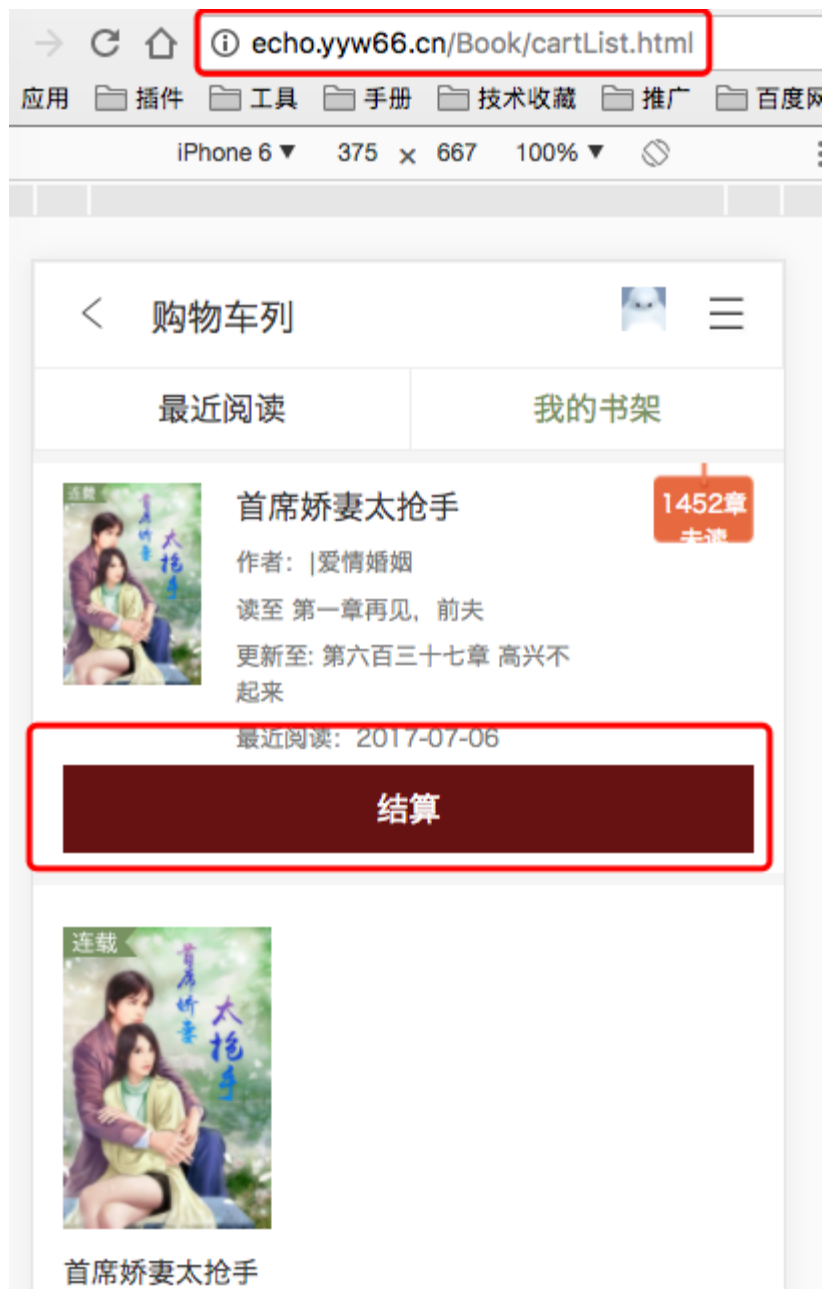 echo.yyw66.cn/Book/cartList.html
应用 插件 工具 手册 技术收藏 推广 百度网
iPhone 6 ▼ 375 × 667 100% ▼
购物车列
最近阅读 我的书架
连载
首席娇妻
太抢手
首席娇妻太抢手
1452章
未读
作者：|爱情婚姻
读至 第一章再见，前夫
更新至: 第六百三十七章 高兴不
起来
最近阅读：2017-07-06
结算
连载
首席娇妻
太抢手
首席娇妻太抢手